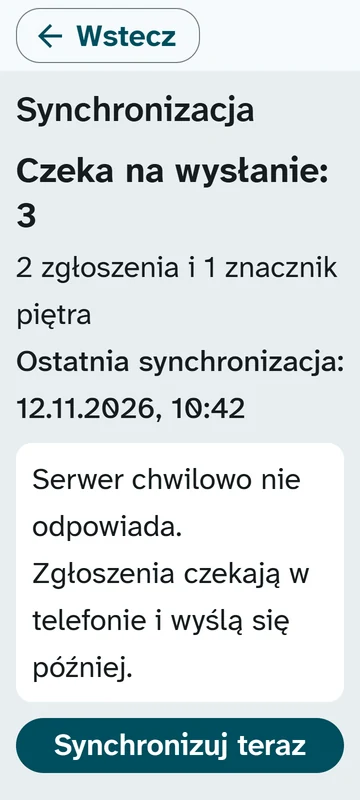 Wstecz
Synchronizacja
Czeka na wysłanie:
3
2 zgłoszenia i 1 znacznik
piętra
Ostatnia synchronizacja:
12.11.2026, 10:42
Serwer chwilowo nie
odpowiada.
Zgłoszenia czekają w
telefonie i wyślą się
później.
Synchronizuj teraz